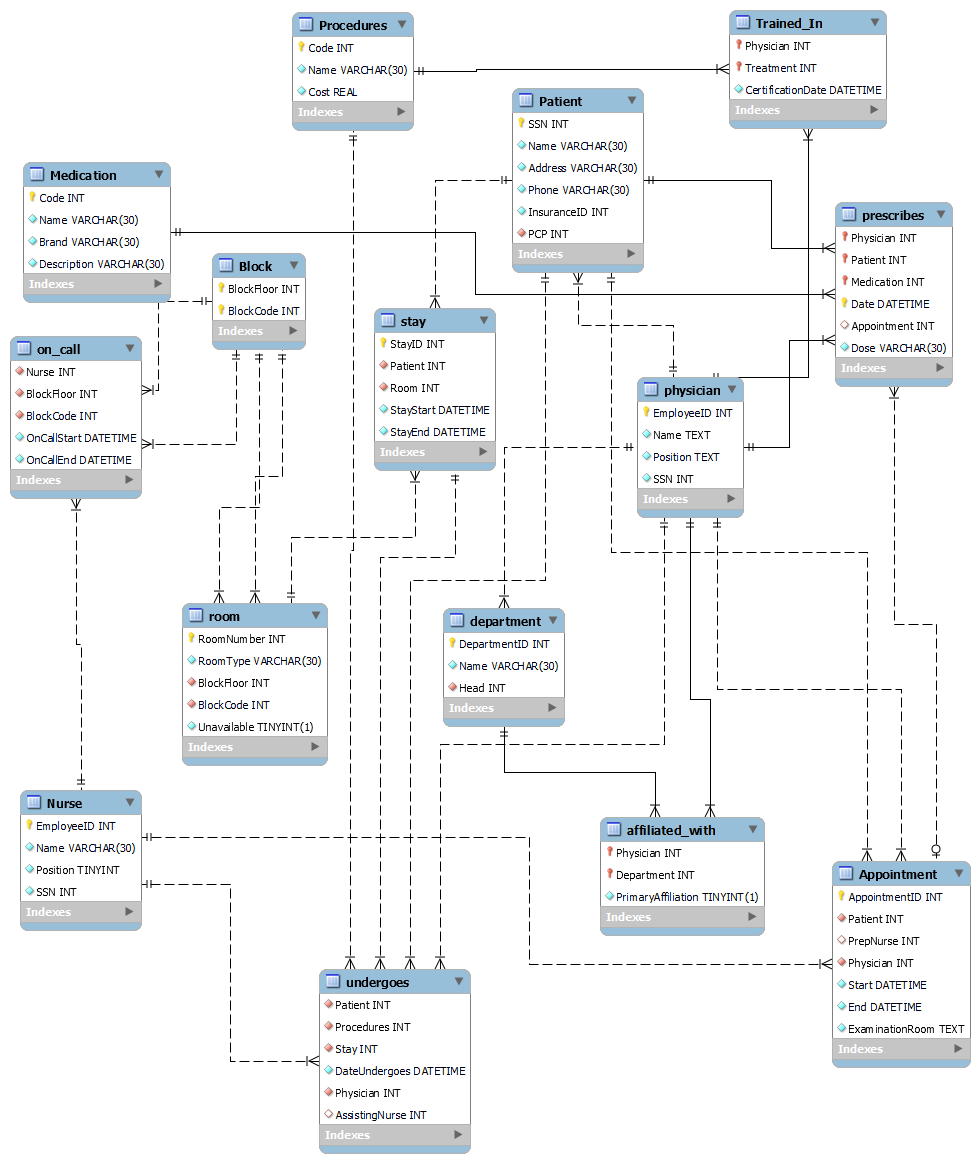 Procedures
Code INT
Name VARCHAR(30)
Cost REAL
Indexes
Trained_In
Physician INT
Treatment INT
CertificationDate DATETIME
Indexes
Patient
SSN INT
Name VARCHAR(30)
Address VARCHAR(30)
Phone VARCHAR(30)
InsuranceID INT
PCP INT
Indexes
Medication
Code INT
Name VARCHAR(30)
Brand VARCHAR(30)
Description VARCHAR(30)
Indexes
prescribes
Physician INT
Patient INT
Medication INT
Date DATETIME
Appointment INT
Dose VARCHAR(30)
Indexes
Block
BlockFloor INT
BlockCode INT
Indexes
on_call
Nurse INT
BlockFloor INT
BlockCode INT
OnCallStart DATETIME
OnCallEnd DATETIME
Indexes
stay
StayID INT
Patient INT
Room INT
StayStart DATETIME
StayEnd DATETIME
Indexes
physician
EmployeeID INT
Name TEXT
Position TEXT
SSN INT
Indexes
room
RoomNumber INT
RoomType VARCHAR(30)
BlockFloor INT
BlockCode INT
Unavailable TINYINT(1)
Indexes
department
DepartmentID INT
Name VARCHAR(30)
Head INT
Indexes
Nurse
EmployeeID INT
Name VARCHAR(30)
Position TINYINT
SSN INT
Indexes
affiliated_with
Physician INT
Department INT
PrimaryAffiliation TINYINT(1)
Indexes
Appointment
AppointmentID INT
Patient INT
PrepNurse INT
Physician INT
Start DATETIME
End DATETIME
ExaminationRoom TEXT
Indexes
undergoes
Patient INT
Procedures INT
Stay INT
DateUndergoes DATETIME
Physician INT
AssistingNurse INT
Indexes